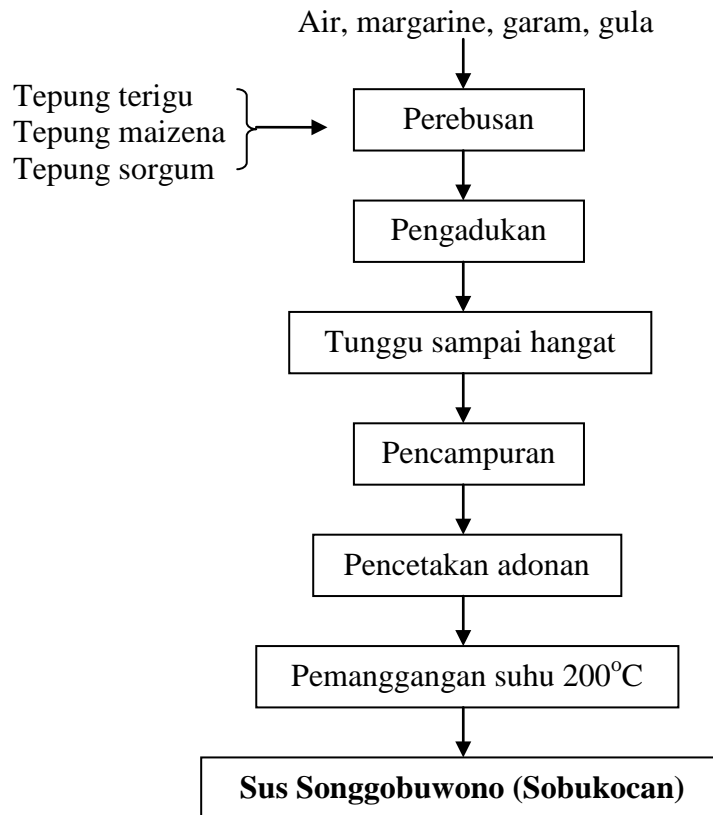 Air, margarine, garam, gula
Tepung terigu
Tepung maizena
Tepung sorgum
Perebusan
Pengadukan
Tunggu sampai hangat
Pencampuran
Pencetakan adonan
Pemanggangan suhu 200°C
Sus Songgobuwono (Sobukocan)